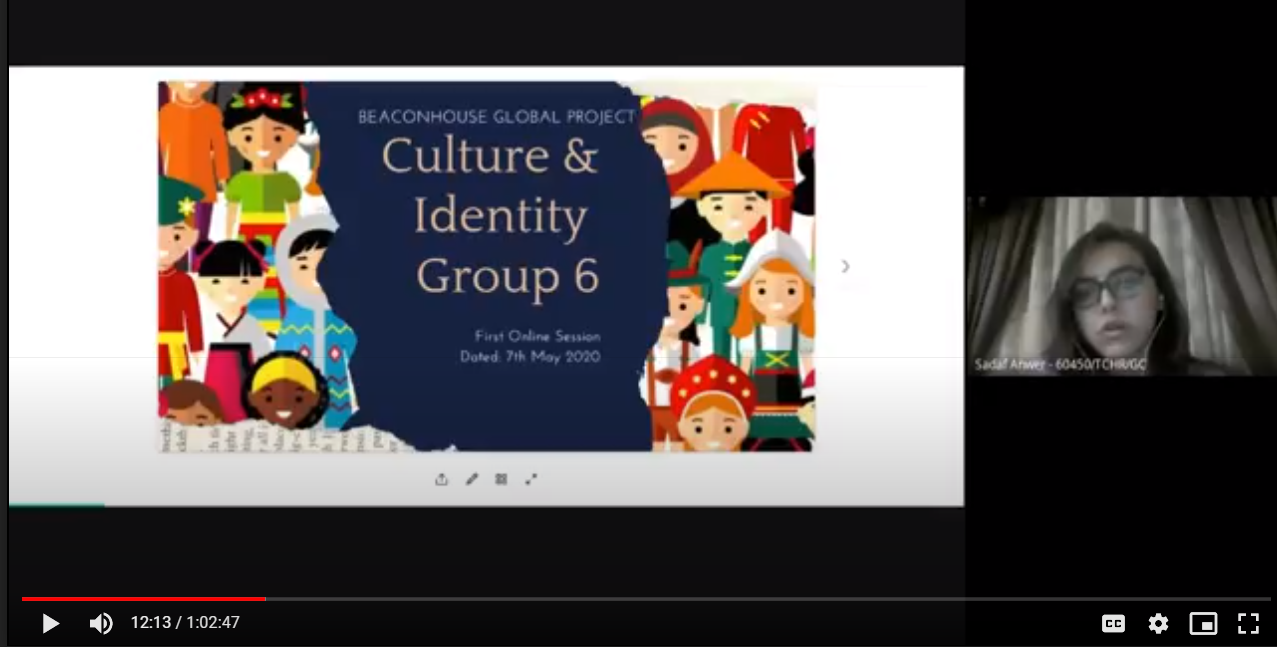 BEACONHOUSE GLOBAL PROJECT
Culture &
Identity
Group 6
First Online Session
Dated: 7th May 2020
Sadaf Anwer - 60450/TCHR/GC
12:13 / 1:02:47
CC